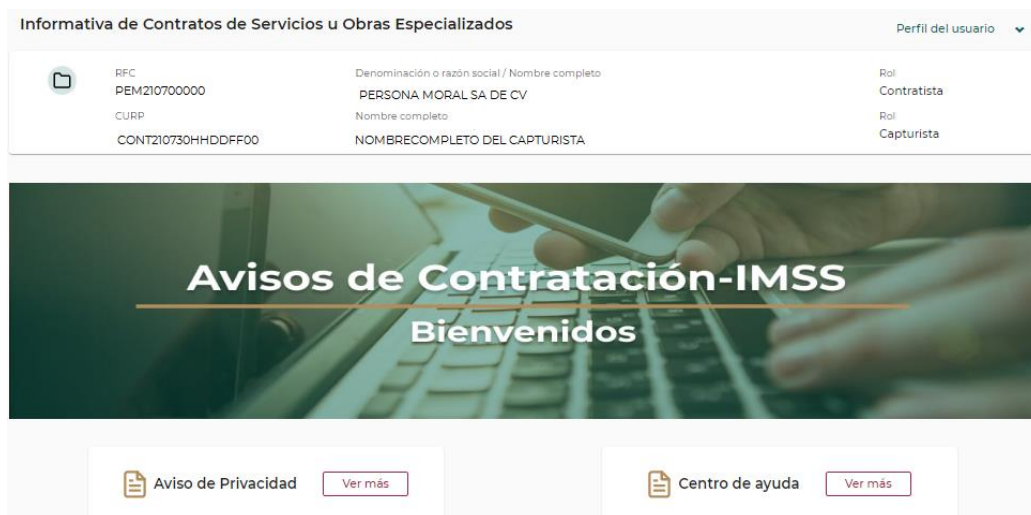 Informativa de Contratos de Servicios u Obras Especializados
Perfil del usuario
RFC Denominación o razón social / Nombre completo Rol
PEM210700000 PERSONA MORAL SA DE CV Contratista
CURP Nombre completo Rol
CONT210730HHDDFF00 NOMBRECOMPLETO DEL CAPTURISTA Capturista
Avisos de Contratación-IMSS
Bienvenidos
Aviso de Privacidad Ver más
Centro de ayuda Ver más